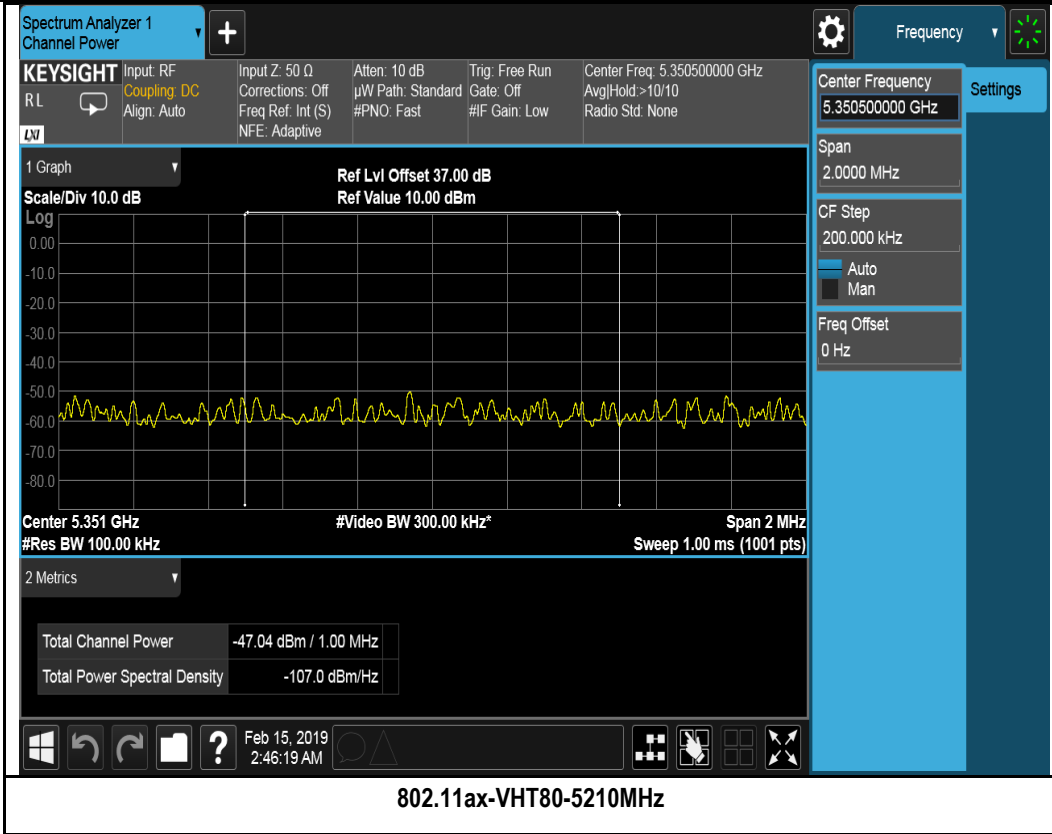 Spectrum Analyzer 1
Channel Power
+
Frequency
KEYSIGHT
RL
LXI
Input: RF
Coupling: DC
Align: Auto
Input Z: 50 Ω
Corrections: Off
Freq Ref: Int (S)
NFE: Adaptive
Atten: 10 dB
µW Path: Standard
#PNO: Fast
Trig: Free Run
Gate: Off
#IF Gain: Low
Center Freq: 5.350500000 GHz
Avg|Hold:>10/10
Radio Std: None
Center Frequency
5.350500000 GHz
Settings
Span
2.0000 MHz
CF Step
200.000 kHz
Auto
Man
Freq Offset
0 Hz
1 Graph
Scale/Div 10.0 dB
Ref Lvl Offset 37.00 dB
Ref Value 10.00 dBm
Log
0.00
-10.0
-20.0
-30.0
-40.0
-50.0
-60.0
-70.0
-80.0
Center 5.351 GHz
#Video BW 300.00 kHz*
Span 2 MHz
#Res BW 100.00 kHz
Sweep 1.00 ms (1001 pts)
2 Metrics
Total Channel Power -47.04 dBm / 1.00 MHz
Total Power Spectral Density -107.0 dBm/Hz
?
Feb 15, 2019
2:46:19 AM
802.11ax-VHT80-5210MHz